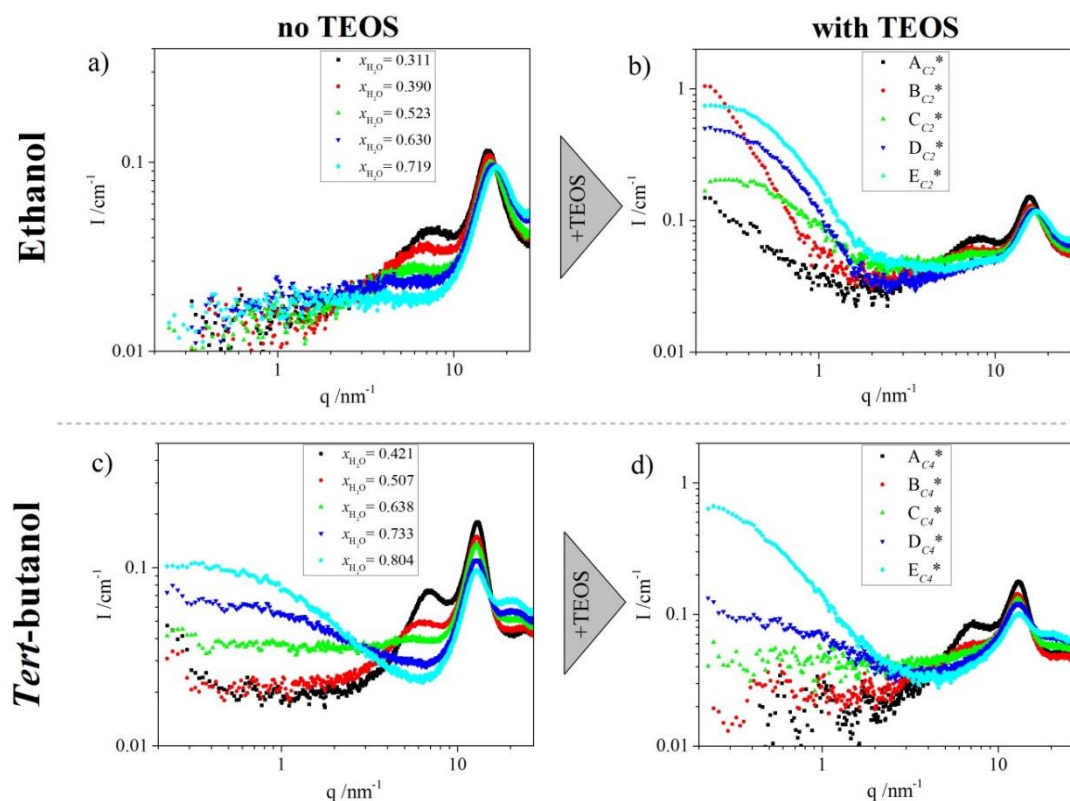 no TEOS
with TEOS
Ethanol
a)
x_H₂O = 0.311
x_H₂O = 0.390
x_H₂O = 0.523
x_H₂O = 0.630
x_H₂O = 0.719
I /cm⁻¹
0.1
0.01
1
10
q /nm⁻¹
+TEOS
b)
A_C2*
B_C2*
C_C2*
D_C2*
E_C2*
I /cm⁻¹
1
0.1
0.01
1
10
q /nm⁻¹
Tert-butanol
c)
x_H₂O = 0.421
x_H₂O = 0.507
x_H₂O = 0.638
x_H₂O = 0.733
x_H₂O = 0.804
I /cm⁻¹
0.1
0.01
1
10
q /nm⁻¹
+TEOS
d)
A_C4*
B_C4*
C_C4*
D_C4*
E_C4*
I /cm⁻¹
1
0.1
0.01
1
10
q /nm⁻¹